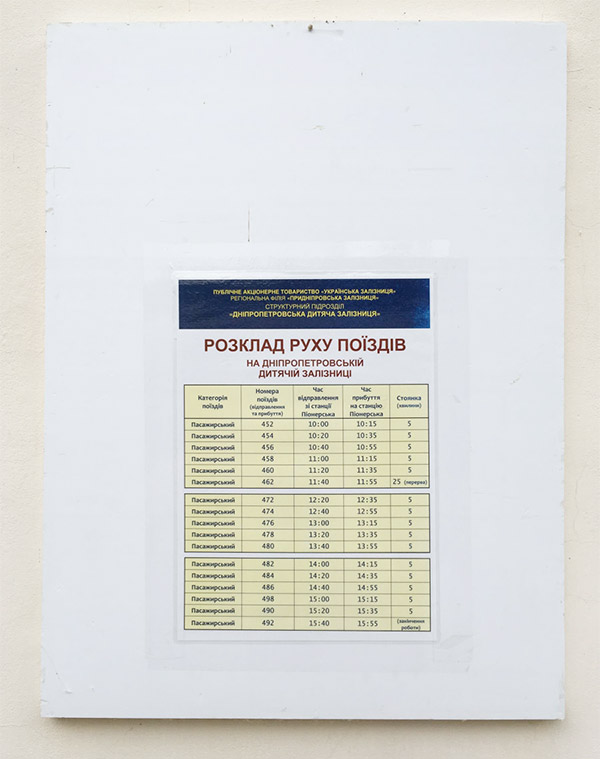 ПУБЛІЧНЕ АКЦІОНЕРНЕ ТОВАРИСТВО «УКРАЇНСЬКА ЗАЛІЗНИЦЯ»
РЕГІОНАЛЬНА ФІЛІЯ «ПРИДНІПРОВСЬКА ЗАЛІЗНИЦЯ»
СТРУКТУРНИЙ ПІДРОЗДІЛ
«ДНІПРОПЕТРОВСЬКА ДИТЯЧА ЗАЛІЗНИЦЯ»
РОЗКЛАД РУХУ ПОЇЗДІВ
НА ДНІПРОПЕТРОВСЬКІЙ
ДИТЯЧІЙ ЗАЛІЗНИЦІ
Категорія поїздів Номера поїздів (відправлення та прибуття) Час відправлення зі станції Піонерська Час прибуття на станцію Піонерська Стоянка (хвилини)
Пасажирський 452 10:00 10:15 5
Пасажирський 454 10:20 10:35 5
Пасажирський 456 10:40 10:55 5
Пасажирський 458 11:00 11:15 5
Пасажирський 460 11:20 11:35 5
Пасажирський 462 11:40 11:55 25 (перерва)
Пасажирський 472 12:20 12:35 5
Пасажирський 474 12:40 12:55 5
Пасажирський 476 13:00 13:15 5
Пасажирський 478 13:20 13:35 5
Пасажирський 480 13:40 13:55 5
Пасажирський 482 14:00 14:15 5
Пасажирський 484 14:20 14:35 5
Пасажирський 486 14:40 14:55 5
Пасажирський 498 15:00 15:15 5
Пасажирський 490 15:20 15:35 5
Пасажирський 492 15:40 15:55 (закінчення роботи)